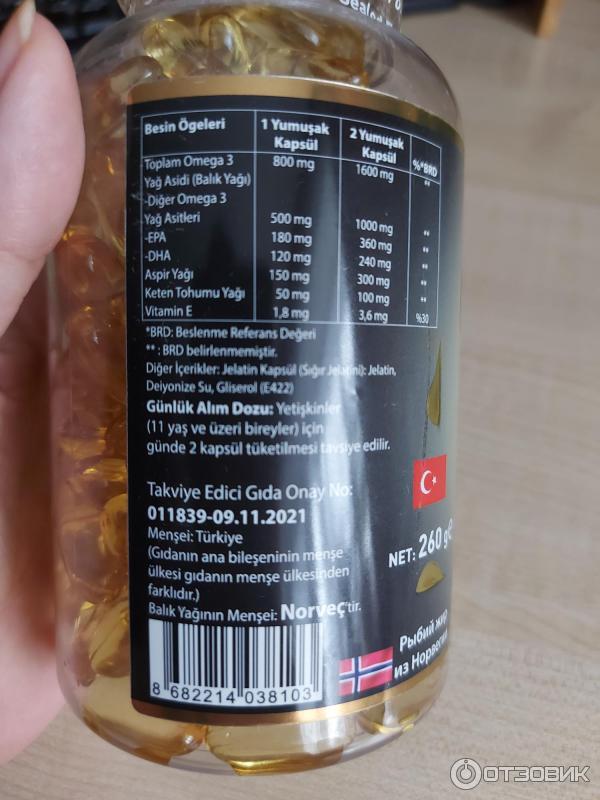 Sealed
Besin Ögeleri 1 Yumuşak Kapsül 2 Yumuşak Kapsül %*BRD
Toplam Omega 3 800 mg 1600 mg **
Yağ Asidi (Balık Yağı)
-Diğer Omega 3
Yağ Asitleri 500 mg 1000 mg **
-EPA 180 mg 360 mg **
-DHA 120 mg 240 mg **
Aspir Yağı 150 mg 300 mg **
Keten Tohumu Yağı 50 mg 100 mg **
Vitamin E 1,8 mg 3,6 mg %30
*BRD: Beslenme Referans Değeri
** : BRD belirlenmemiştir.
Diğer İçerikler: Jelatin Kapsül (Sığır Jelatini): Jelatin,
Deiyonize Su, Gliserol (E422)
Günlük Alım Dozu: Yetişkinler
(11 yaş ve üzeri bireyler) için
günde 2 kapsül tüketilmesi tavsiye edilir.
Takviye Edici Gıda Onay No:
011839-09.11.2021
Menşei: Türkiye
(Gıdanın ana bileşeninin menşe
ülkesi gıdanın menşe ülkesinden
farklıdır.)
Balık Yağının Menşei: Norveç'tir.
8 682214 038103
NET: 260 g℮
Рыбий жир
из Норвегии
ОТЗОВИК